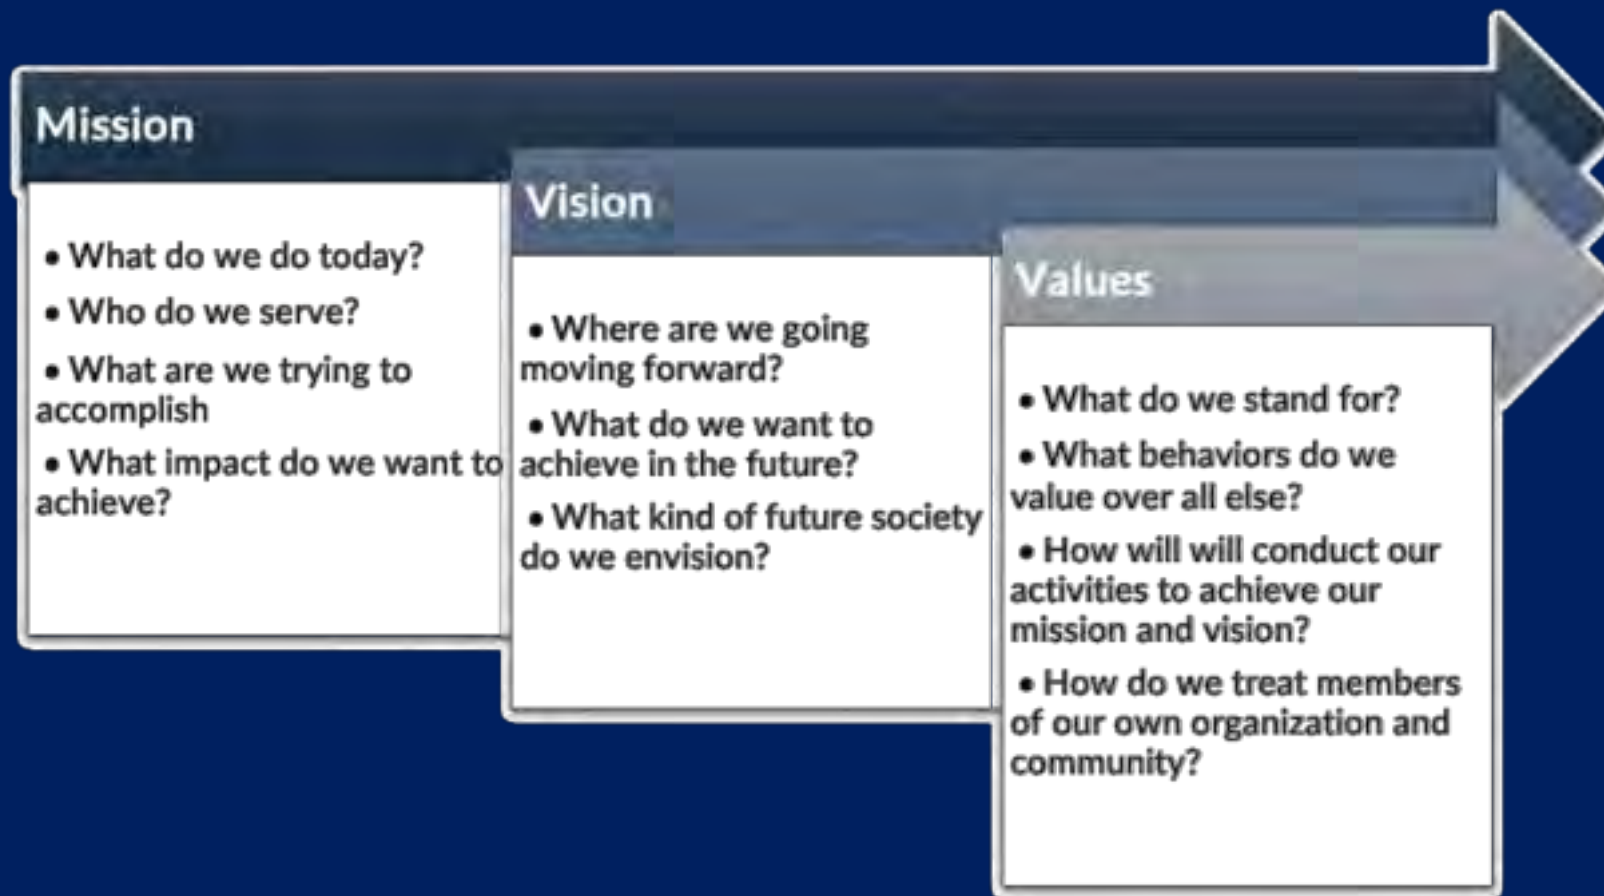 Mission
• What do we do today?
• Who do we serve?
• What are we trying to
accomplish
• What impact do we want to
achieve?
Vision
• Where are we going
moving forward?
• What do we want to
achieve in the future?
• What kind of future society
do we envision?
Values
• What do we stand for?
• What behaviors do we
value over all else?
• How will will conduct our
activities to achieve our
mission and vision?
• How do we treat members
of our own organization and
community?